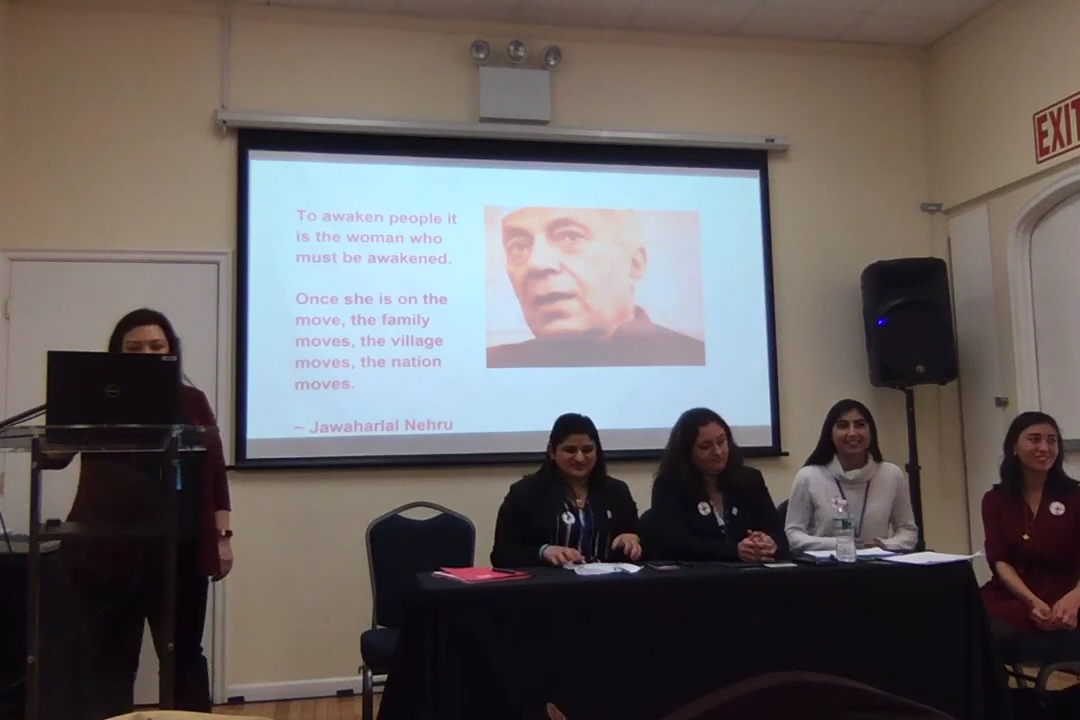 To awaken people it
is the woman who
must be awakened.
Once she is on the
move, the family
moves, the village
moves, the nation
moves.
~ Jawaharlal Nehru
EXIT
DELL